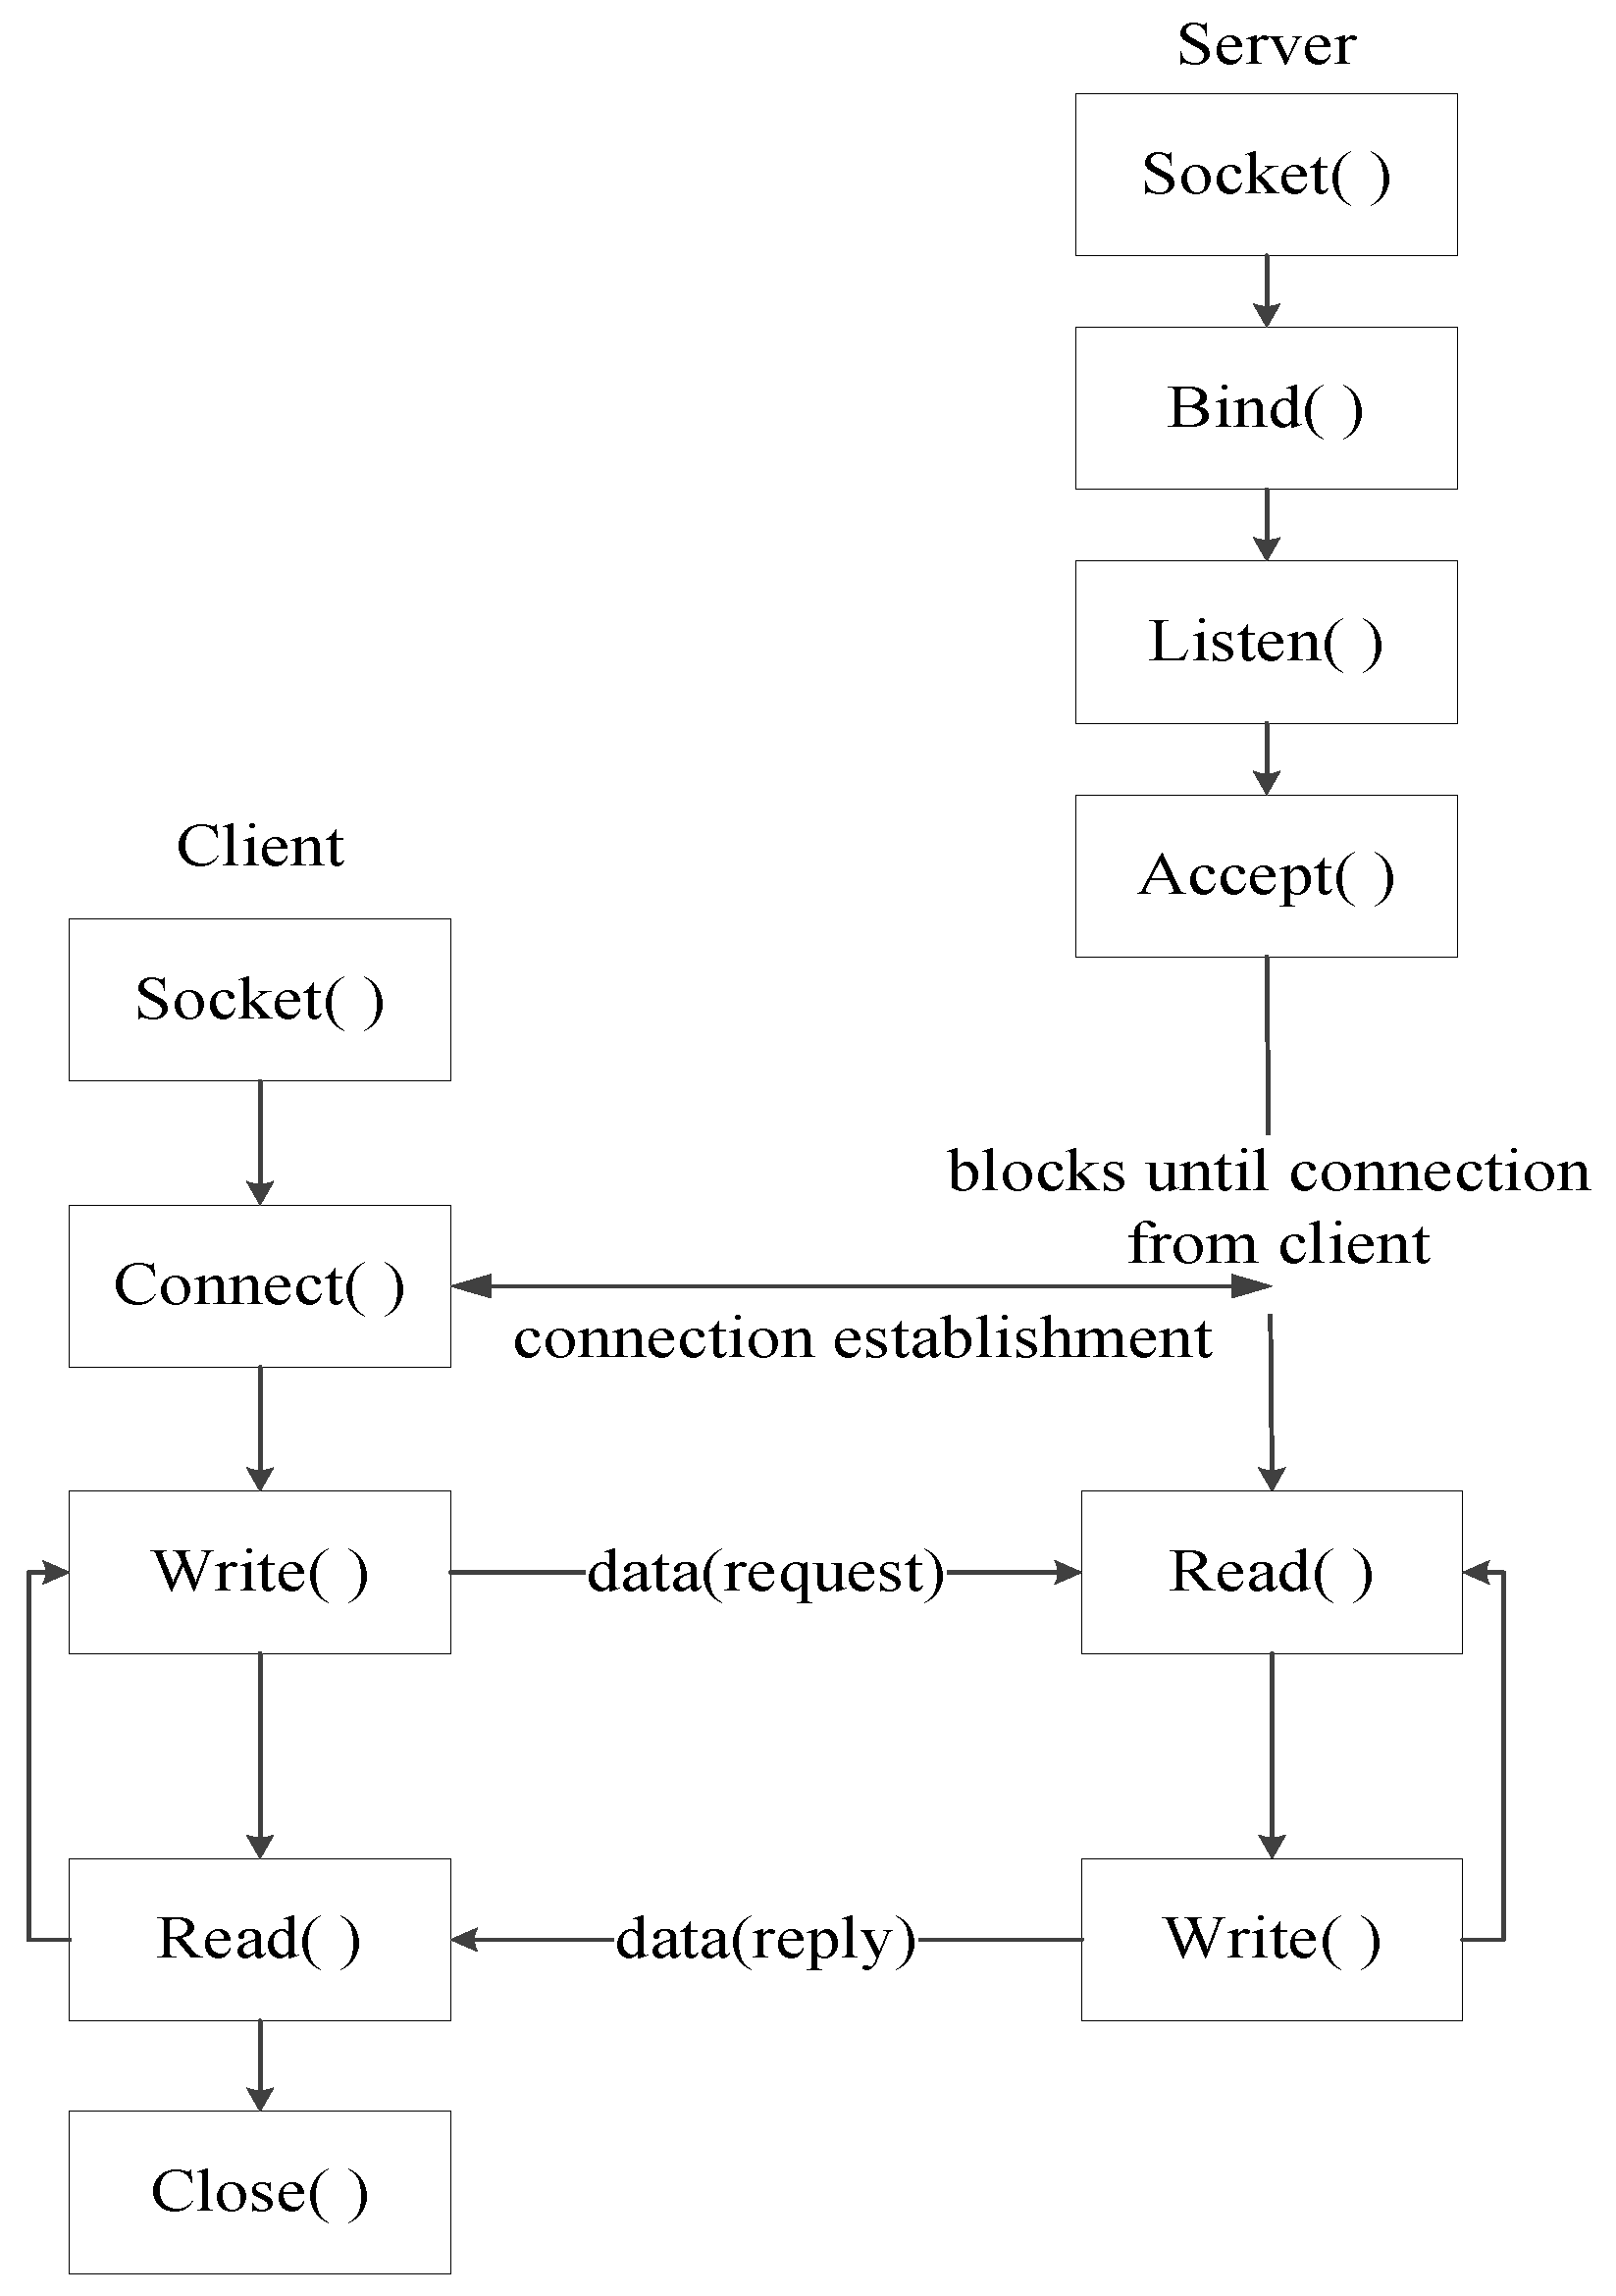 Server
Socket( )
Bind( )
Listen( )
Accept( )
Client
Socket( )
blocks until connection
from client
Connect( )
connection establishment
Write( )
data(request)
Read( )
Read( )
data(reply)
Write( )
Close( )